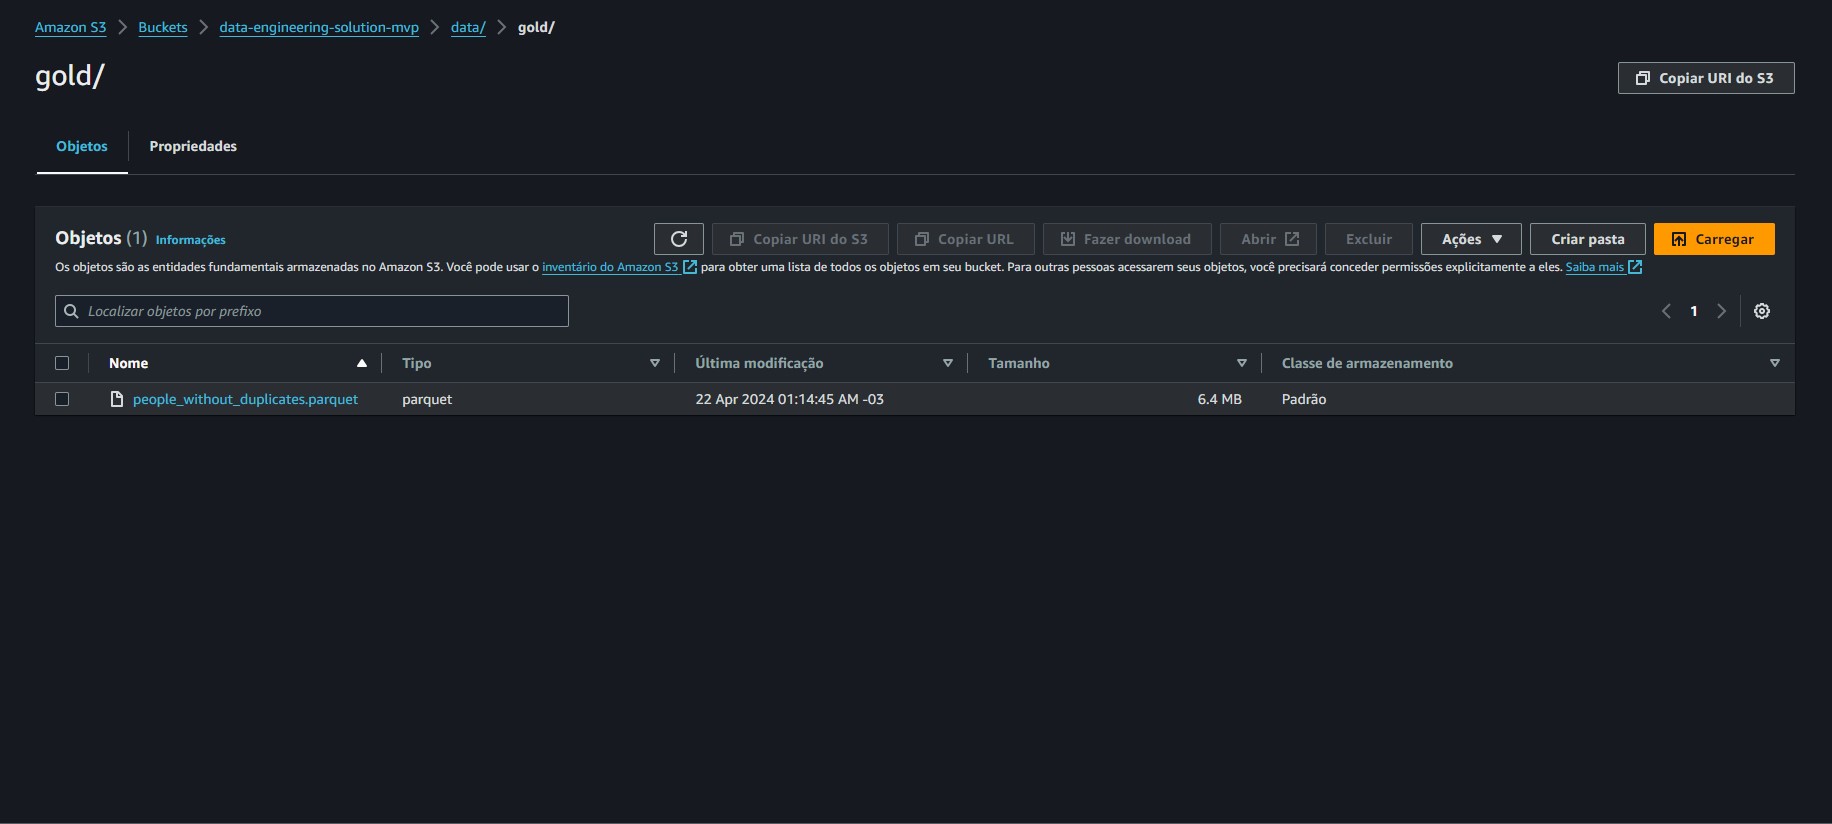 Amazon S3 > Buckets > data-engineering-solution-mvp > data/ > gold/
gold/
Copiar URI do S3
Objetos Propriedades
Objetos (1) Informações
Copiar URI do S3 Copiar URL Fazer download Abrir Excluir Ações Criar pasta Carregar
Os objetos são as entidades fundamentais armazenadas no Amazon S3. Você pode usar o inventário do Amazon S3 para obter uma lista de todos os objetos em seu bucket. Para outras pessoas acessarem seus objetos, você precisará conceder permissões explicitamente a eles. Saiba mais
Localizar objetos por prefixo
1
Nome Tipo Última modificação Tamanho Classe de armazenamento
people_without_duplicates.parquet parquet 22 Apr 2024 01:14:45 AM -03 6.4 MB Padrão